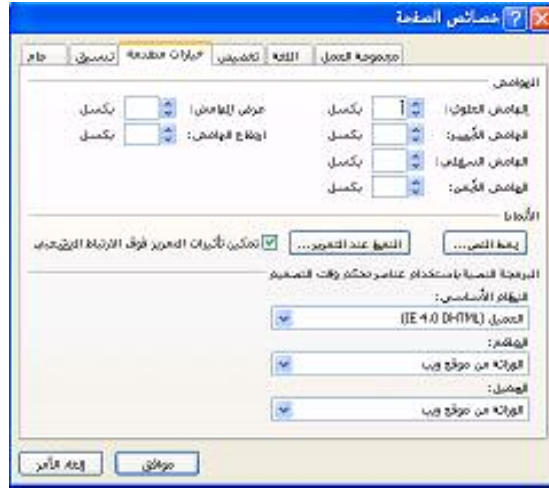 خصائص الصفحة
عام تنسيق خيارات متقدمة تخصيص اللغة مجموعة العمل
الهوامش
الهامش العلوي: 1 بكسل عرض الهامش: بكسل
الهامش الأيسر: بكسل ارتفاع الهامش: بكسل
الهامش السفلي: بكسل
الهامش الأيمن: بكسل
الأنماط
نمط النص... النمط عند التمرير... تمكين تأثيرات التمرير فوق الارتباط التشعبي
البرمجة النصية باستخدام عناصر تحكم وقت التصميم
النظام الأساسي:
العميل (IE 4.0 DHTML)
الملقم:
الوراثة من موقع ويب
العميل:
الوراثة من موقع ويب
موافق إلغاء الأمر